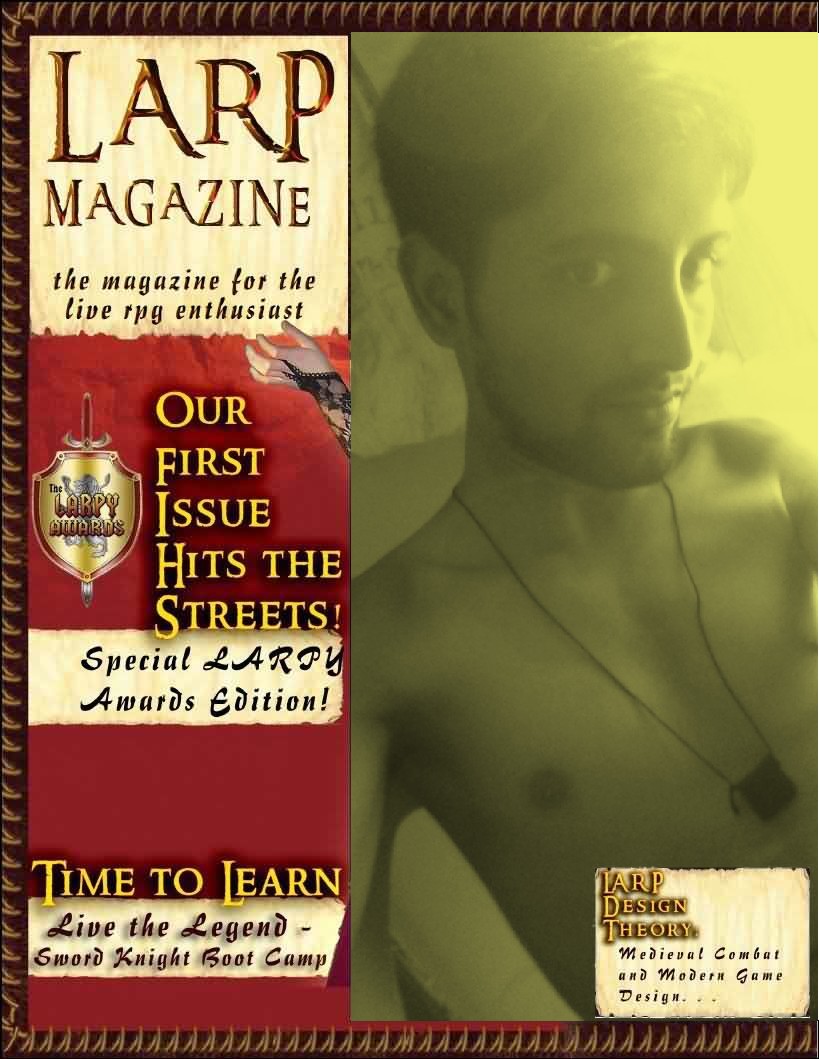 LARP
MAGAZINE
the magazine for the
live rpg enthusiast
OUR
FIRST
ISSUE
HITS THE
STREETS!
The
LARPY
AWARDS
Special LARPY
Awards Edition!
TIME TO LEARN
Live the Legend -
Sword Knight Boot Camp
LARP
DESIGN
THEORY:
Medieval Combat
and Modern Game
Design. . .